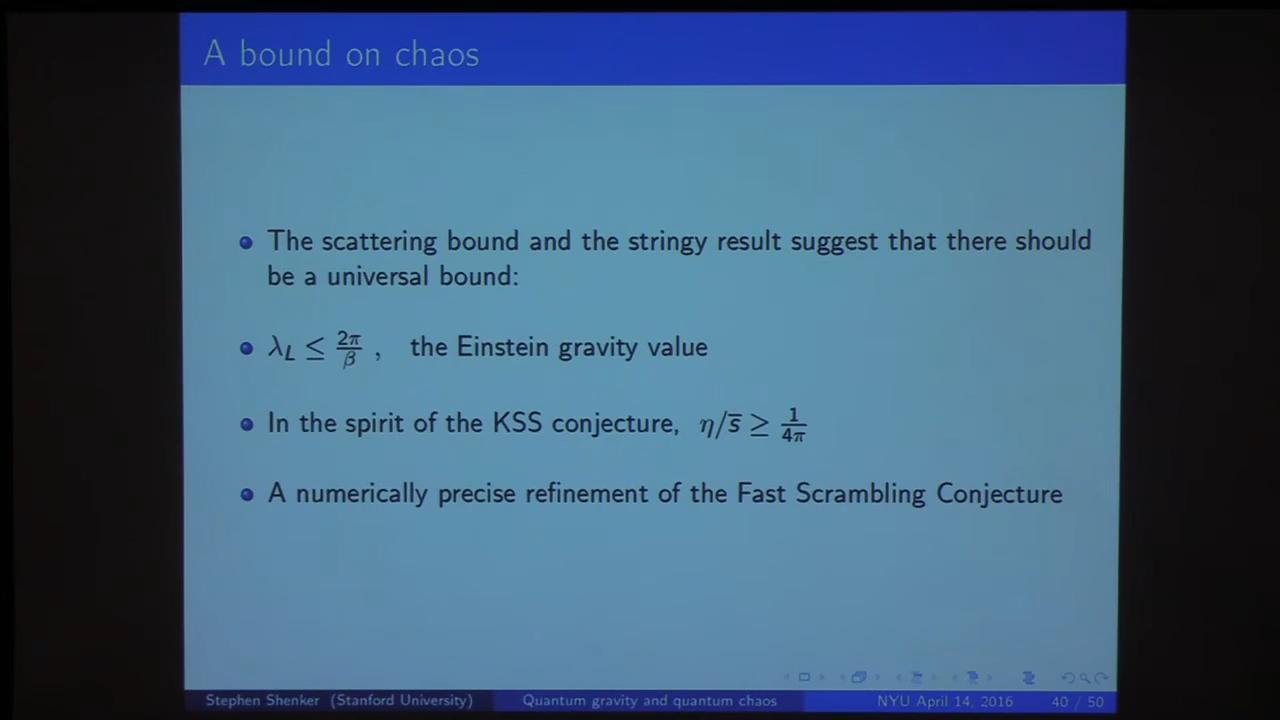 A bound on chaos
The scattering bound and the stringy result suggest that there should
be a universal bound:
λ_L ≤ 2π/β , the Einstein gravity value
In the spirit of the KSS conjecture, η/s̅ ≥ 1/4π
A numerically precise refinement of the Fast Scrambling Conjecture
Stephen Shenker (Stanford University) Quantum gravity and quantum chaos NYU April 14, 2016 40 / 50